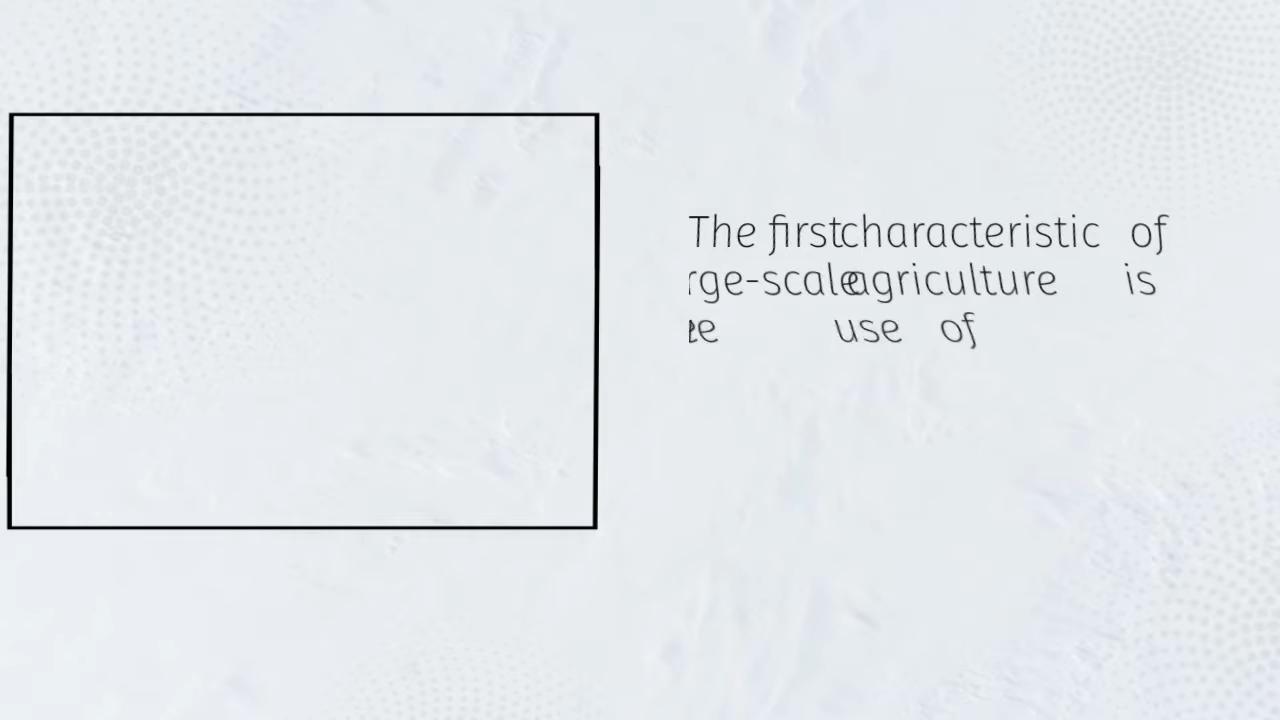 The first characteristic of
rge-scale agriculture is
use of